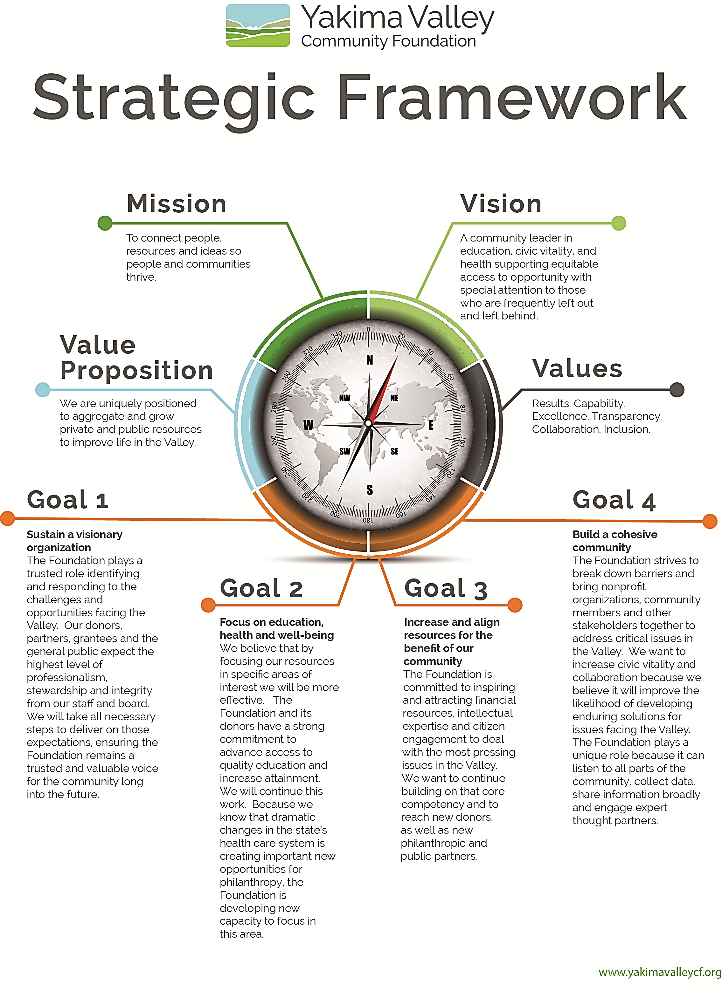 Yakima Valley
Community Foundation
Strategic Framework
Mission
To connect people,
resources and ideas so
people and communities
thrive.
Vision
A community leader in
education, civic vitality, and
health supporting equitable
access to opportunity with
special attention to those
who are frequently left out
and left behind.
Value
Proposition
We are uniquely positioned
to aggregate and grow
private and public resources
to improve life in the Valley.
Values
Results. Capability.
Excellence. Transparency.
Collaboration. Inclusion.
0
20
40
60
80
100
120
140
160
180
200
220
240
260
280
300
320
340
N
NE
E
SE
S
SW
W
NW
Goal 1
Sustain a visionary
organization
The Foundation plays a
trusted role identifying
and responding to the
challenges and
opportunities facing the
Valley.  Our donors,
partners, grantees and the
general public expect the
highest level of
professionalism,
stewardship and integrity
from our staff and board.
We will take all necessary
steps to deliver on those
expectations, ensuring the
Foundation remains a
trusted and valuable voice
for the community long
into the future.
Goal 2
Focus on education,
health and well-being
We believe that by
focusing our resources
in specific areas of
interest we will be more
effective.   The
Foundation and its
donors have a strong
commitment to
advance access to
quality education and
increase attainment.
We will continue this
work.  Because we
know that dramatic
changes in the state's
health care system is
creating important new
opportunities for
philanthropy, the
Foundation is
developing new
capacity to focus in
this area.
Goal 3
Increase and align
resources for the
benefit of our
community
The Foundation is
committed to inspiring
and attracting financial
resources, intellectual
expertise and citizen
engagement to deal
with the most pressing
issues in the Valley.
We want to continue
building on that core
competency and to
reach new donors,
as well as new
philanthropic and
public partners.
Goal 4
Build a cohesive
community
The Foundation strives to
break down barriers and
bring nonprofit
organizations, community
members and other
stakeholders together to
address critical issues in
the Valley.  We want to
increase civic vitality and
collaboration because we
believe it will improve the
likelihood of developing
enduring solutions for
issues facing the Valley.
The Foundation plays a
unique role because it can
listen to all parts of the
community, collect data,
share information broadly
and engage expert
thought partners.
www.yakimavalleycf.org